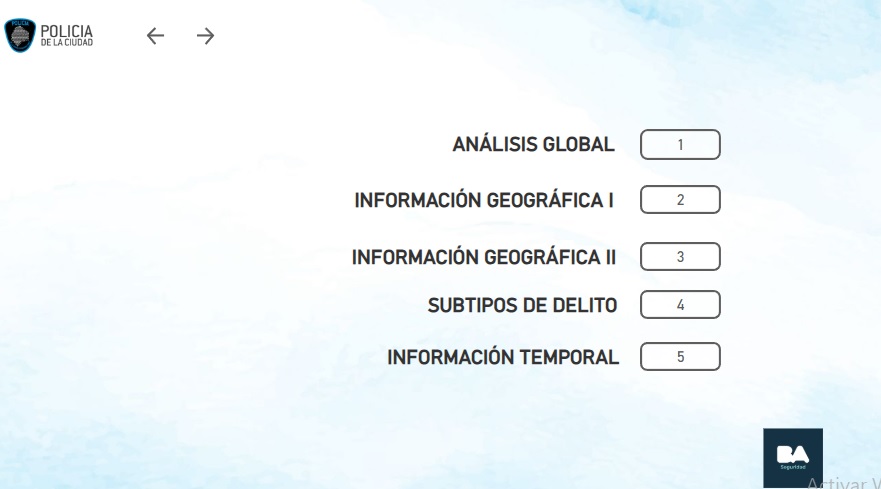 POLICIA
POLICIA
DE LA CIUDAD
ANÁLISIS GLOBAL 1
INFORMACIÓN GEOGRÁFICA I 2
INFORMACIÓN GEOGRÁFICA II 3
SUBTIPOS DE DELITO 4
INFORMACIÓN TEMPORAL 5
BA
Seguridad
Activar